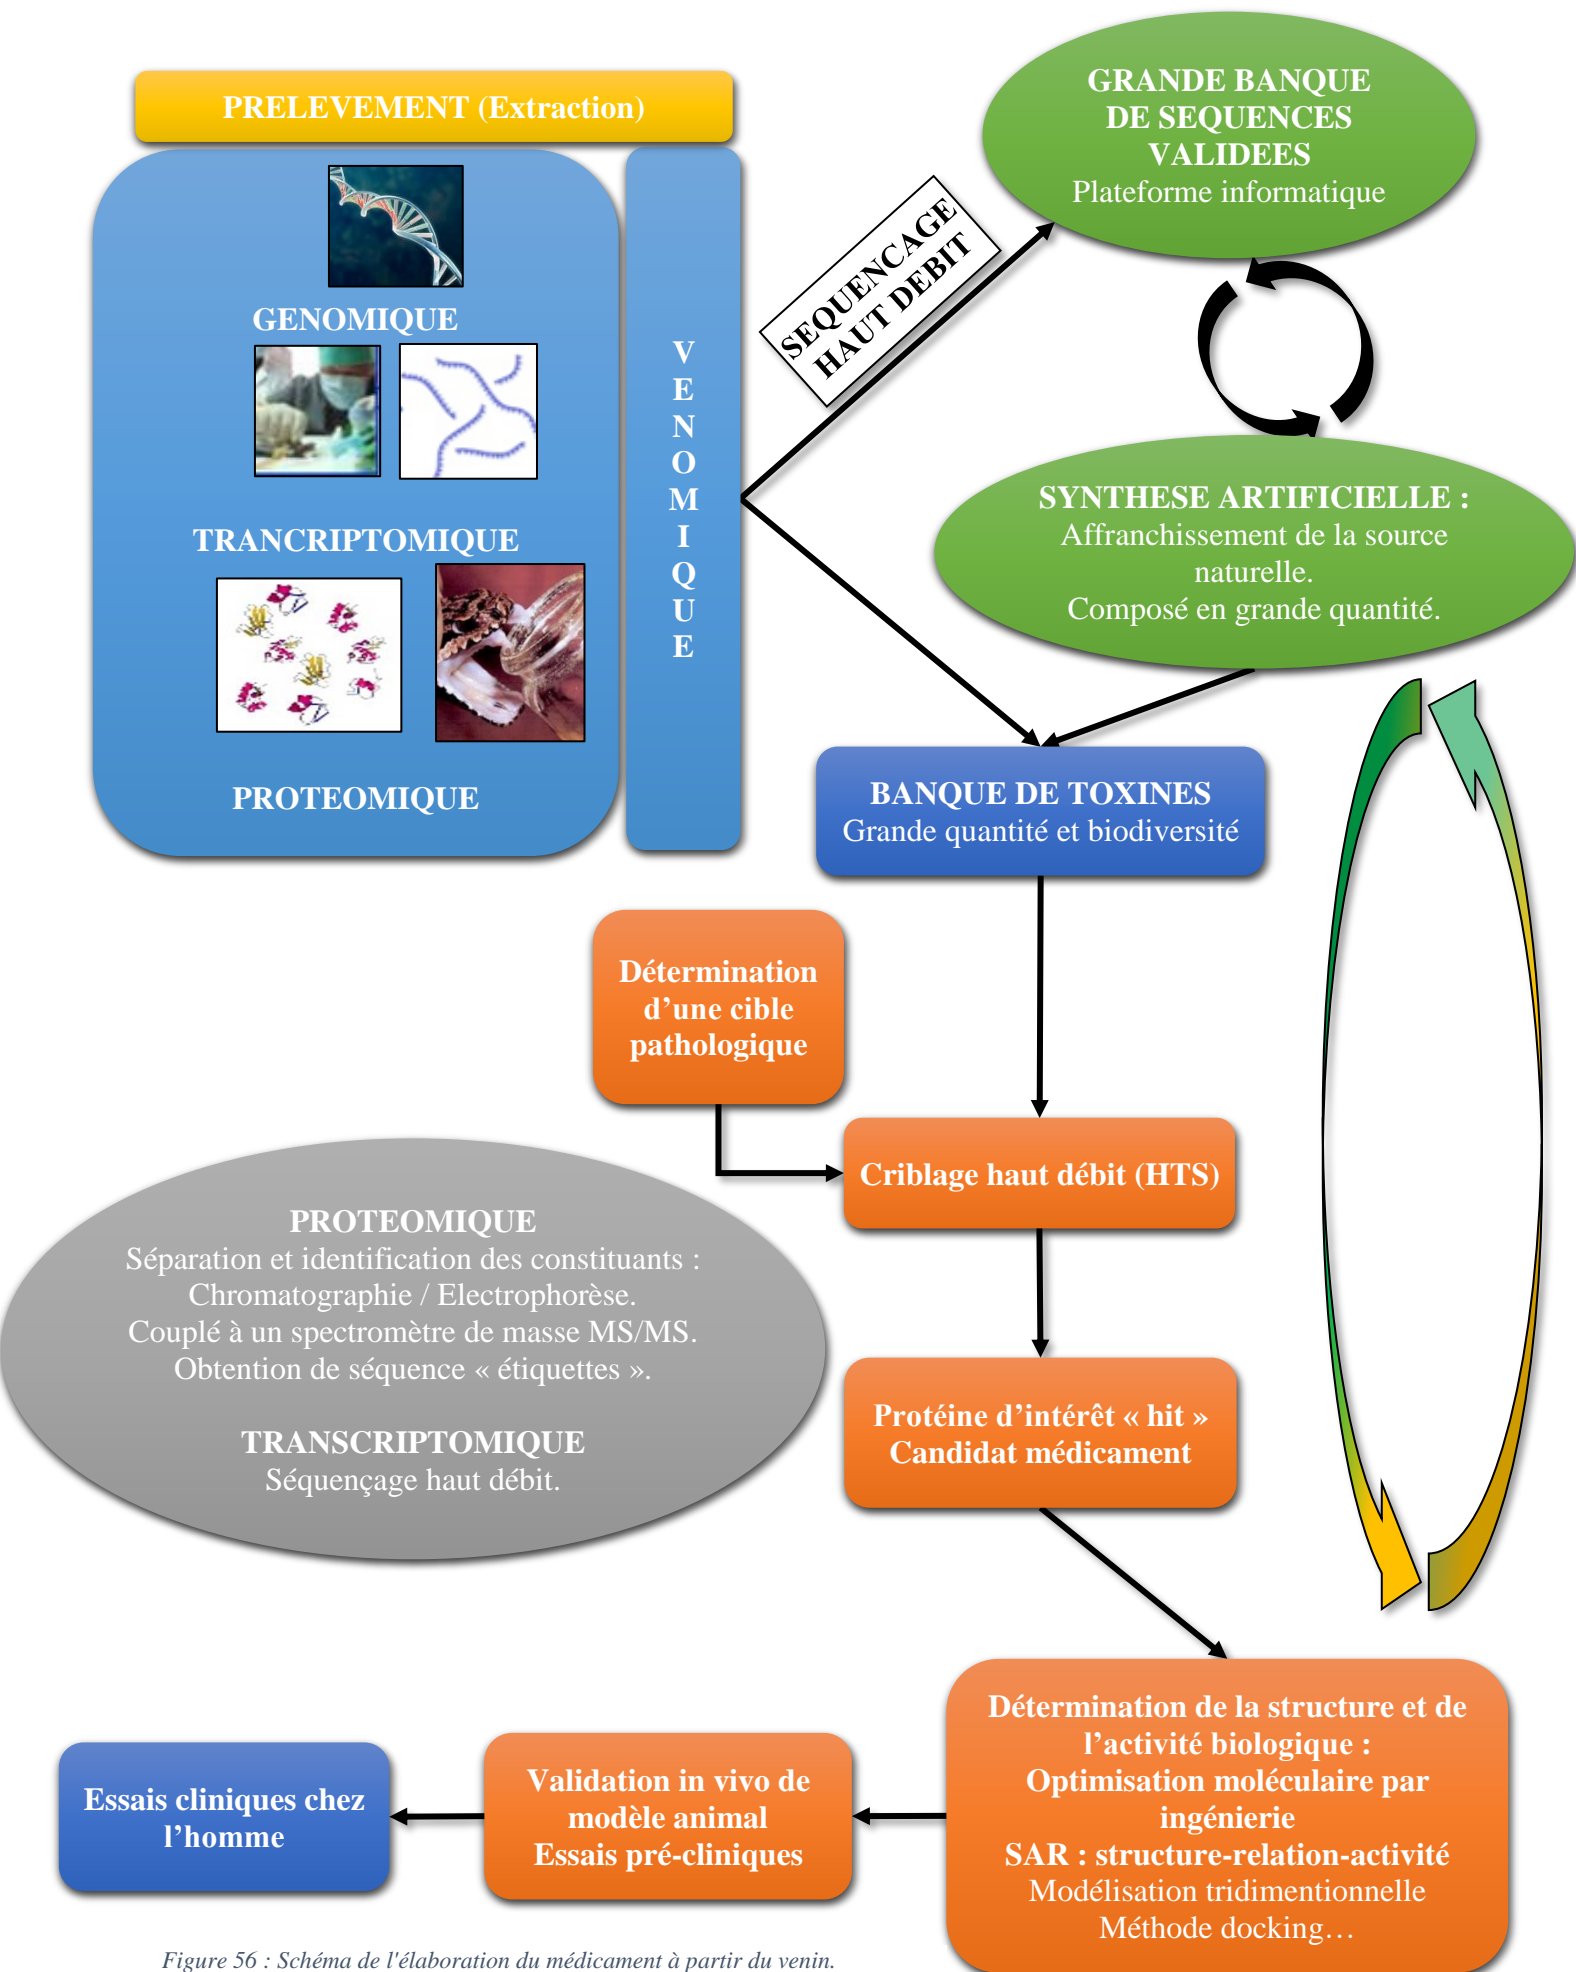 PRELEVEMENT (Extraction)
GENOMIQUE
TRANCRIPTOMIQUE
PROTEOMIQUE
V
E
N
O
M
I
Q
U
E
SEQUENCAGE
HAUT DEBIT
GRANDE BANQUE
DE SEQUENCES
VALIDEES
Plateforme informatique
SYNTHESE ARTIFICIELLE :
Affranchissement de la source
naturelle.
Composé en grande quantité.
BANQUE DE TOXINES
Grande quantité et biodiversité
Détermination
d’une cible
pathologique
Criblage haut débit (HTS)
PROTEOMIQUE
Séparation et identification des constituants :
Chromatographie / Electrophorèse.
Couplé à un spectromètre de masse MS/MS.
Obtention de séquence « étiquettes ».
TRANSCRIPTOMIQUE
Séquençage haut débit.
Protéine d’intérêt « hit »
Candidat médicament
Détermination de la structure et de
l’activité biologique :
Optimisation moléculaire par
ingénierie
SAR : structure-relation-activité
Modélisation tridimentionnelle
Méthode docking…
Validation in vivo de
modèle animal
Essais pré-cliniques
Essais cliniques chez
l’homme
Figure 56 : Schéma de l'élaboration du médicament à partir du venin.